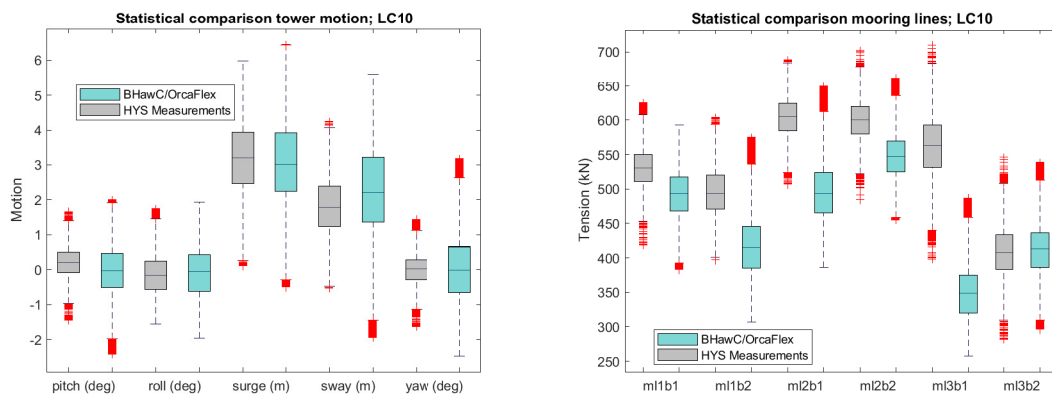 Statistical comparison tower motion; LC10
6
5
4
3
2
1
0
-1
-2
Motion
BHawC/OrcaFlex
HYS Measurements
pitch (deg) roll (deg) surge (m) sway (m) yaw (deg)
Statistical comparison mooring lines; LC10
700
650
600
550
500
450
400
350
300
250
Tension (kN)
BHawC/OrcaFlex
HYS Measurements
ml1b1 ml1b2 ml2b1 ml2b2 ml3b1 ml3b2